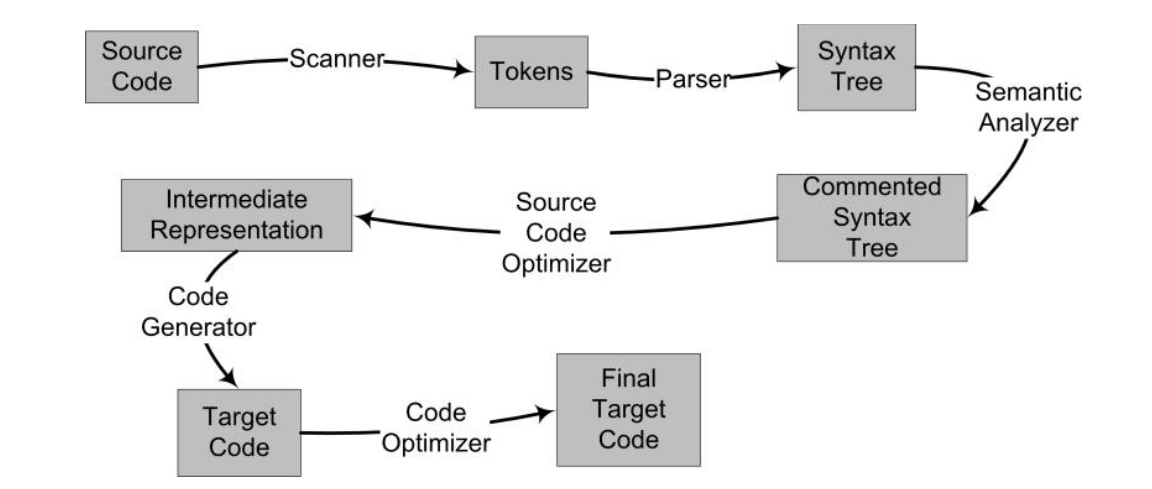 Source
Code
Scanner
Tokens
Parser
Syntax
Tree
Semantic
Analyzer
Commented
Syntax
Tree
Source
Code
Optimizer
Intermediate
Representation
Code
Generator
Target
Code
Code
Optimizer
Final
Target
Code